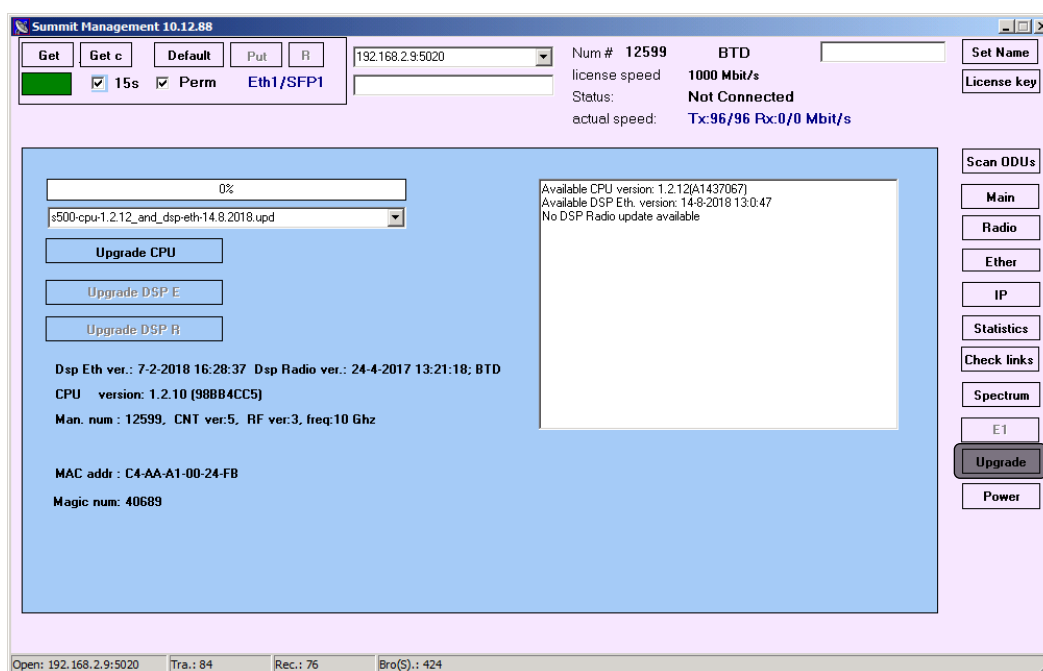 Summit Management 10.12.88
Get Get c Default Put R 192.168.2.9:5020 Num # 12599 BTD Set Name
15s Perm Eth1/SFP1 license speed 1000 Mbit/s License key
Status: Not Connected
actual speed: Tx:96/96 Rx:0/0 Mbit/s
Scan ODUs
Main
Radio
Ether
IP
Statistics
Check links
Spectrum
E1
Upgrade
Power
0%
s500-cpu-1.2.12_and_dsp-eth-14.8.2018.upd
Upgrade CPU
Upgrade DSP E
Upgrade DSP R
Available CPU version: 1.2.12(A1437067)
Available DSP Eth. version: 14-8-2018 13:0:47
No DSP Radio update available
Dsp Eth ver.: 7-2-2018 16:28:37 Dsp Radio ver.: 24-4-2017 13:21:18; BTD
CPU version: 1.2.10 (98BB4CC5)
Man. num : 12599, CNT ver:5, RF ver:3, freq:10 Ghz
MAC addr : C4-AA-A1-00-24-FB
Magic num: 40689
Open: 192.168.2.9:5020 Tra.: 84 Rec.: 76 Bro(S).: 424